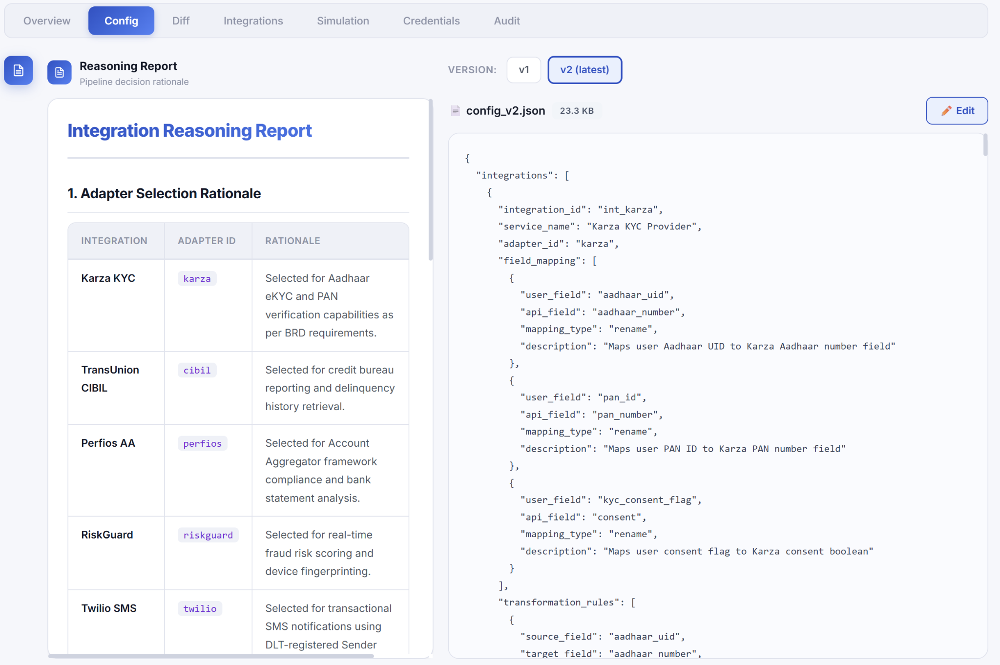 Overview
Config
Diff
Integrations
Simulation
Credentials
Audit
Reasoning Report
Pipeline decision rationale
Integration Reasoning Report
1. Adapter Selection Rationale
INTEGRATION
ADAPTER ID
RATIONALE
Karza KYC
karza
Selected for Aadhaar
eKYC and PAN
verification capabilities as
per BRD requirements.
TransUnion
CIBIL
cibil
Selected for credit bureau
reporting and delinquency
history retrieval.
Perfios AA
perfios
Selected for Account
Aggregator framework
compliance and bank
statement analysis.
RiskGuard
riskguard
Selected for real-time
fraud risk scoring and
device fingerprinting.
Twilio SMS
twilio
Selected for transactional
SMS notifications using
DLT-registered Sender
VERSION:
v1
v2 (latest)
config_v2.json
23.3 KB
Edit
{
  "integrations": [
    {
      "integration_id": "int_karza",
      "service_name": "Karza KYC Provider",
      "adapter_id": "karza",
      "field_mapping": [
        {
          "user_field": "aadhaar_uid",
          "api_field": "aadhaar_number",
          "mapping_type": "rename",
          "description": "Maps user Aadhaar UID to Karza Aadhaar number field"
        },
        {
          "user_field": "pan_id",
          "api_field": "pan_number",
          "mapping_type": "rename",
          "description": "Maps user PAN ID to Karza PAN number field"
        },
        {
          "user_field": "kyc_consent_flag",
          "api_field": "consent",
          "mapping_type": "rename",
          "description": "Maps user consent flag to Karza consent boolean"
        }
      ],
      "transformation_rules": [
        {
          "source_field": "aadhaar_uid",
          "target_field": "aadhaar_number",